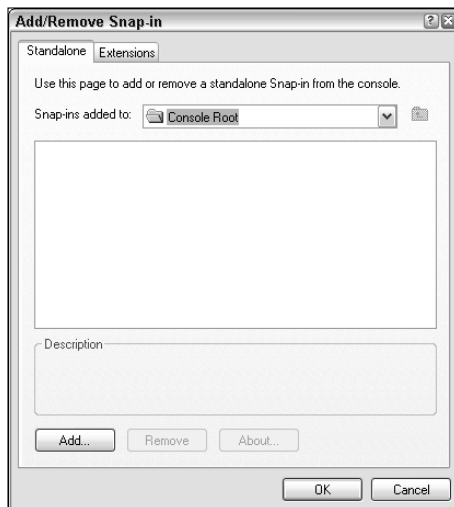 Add/Remove Snap-in
Standalone Extensions
Use this page to add or remove a standalone Snap-in from the console.
Snap-ins added to: Console Root
Description
Add... Remove About...
OK Cancel